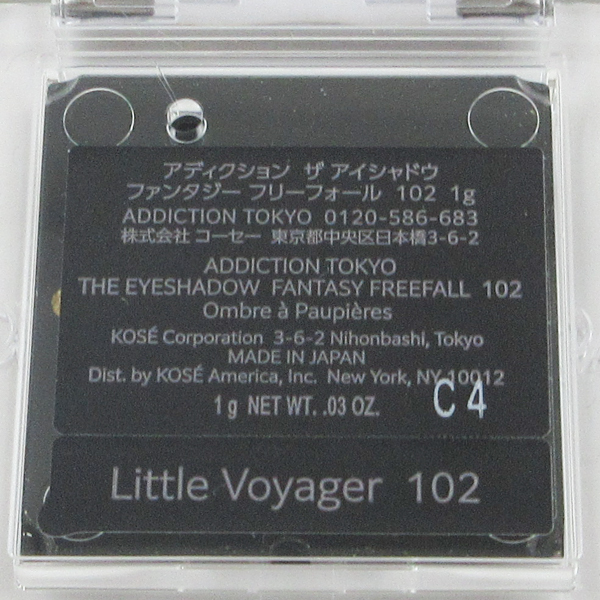 アディクション ザ アイシャドウ
ファンタジー フリーフォール 102 1g
ADDICTION TOKYO 0120-586-683
株式会社 コーセー 東京都中央区日本橋3-6-2
ADDICTION TOKYO
THE EYESHADOW FANTASY FREEFALL 102
Ombre à Paupières
KOSÉ Corporation 3-6-2 Nihonbashi, Tokyo
MADE IN JAPAN
Dist. by KOSÉ America, Inc. New York, NY 10012
1 g NET WT. .03 OZ.
C4
Little Voyager 102